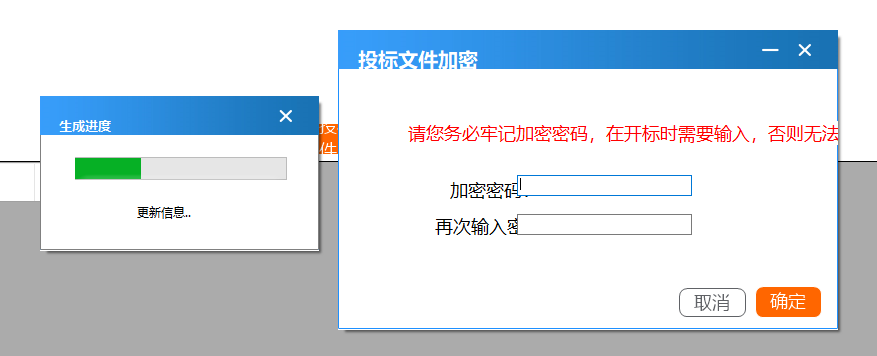 投标文件加密
生成进度
请您务必牢记加密密码，在开标时需要输入，否则无法
加密密码：
更新信息..
再次输入密
取消
确定